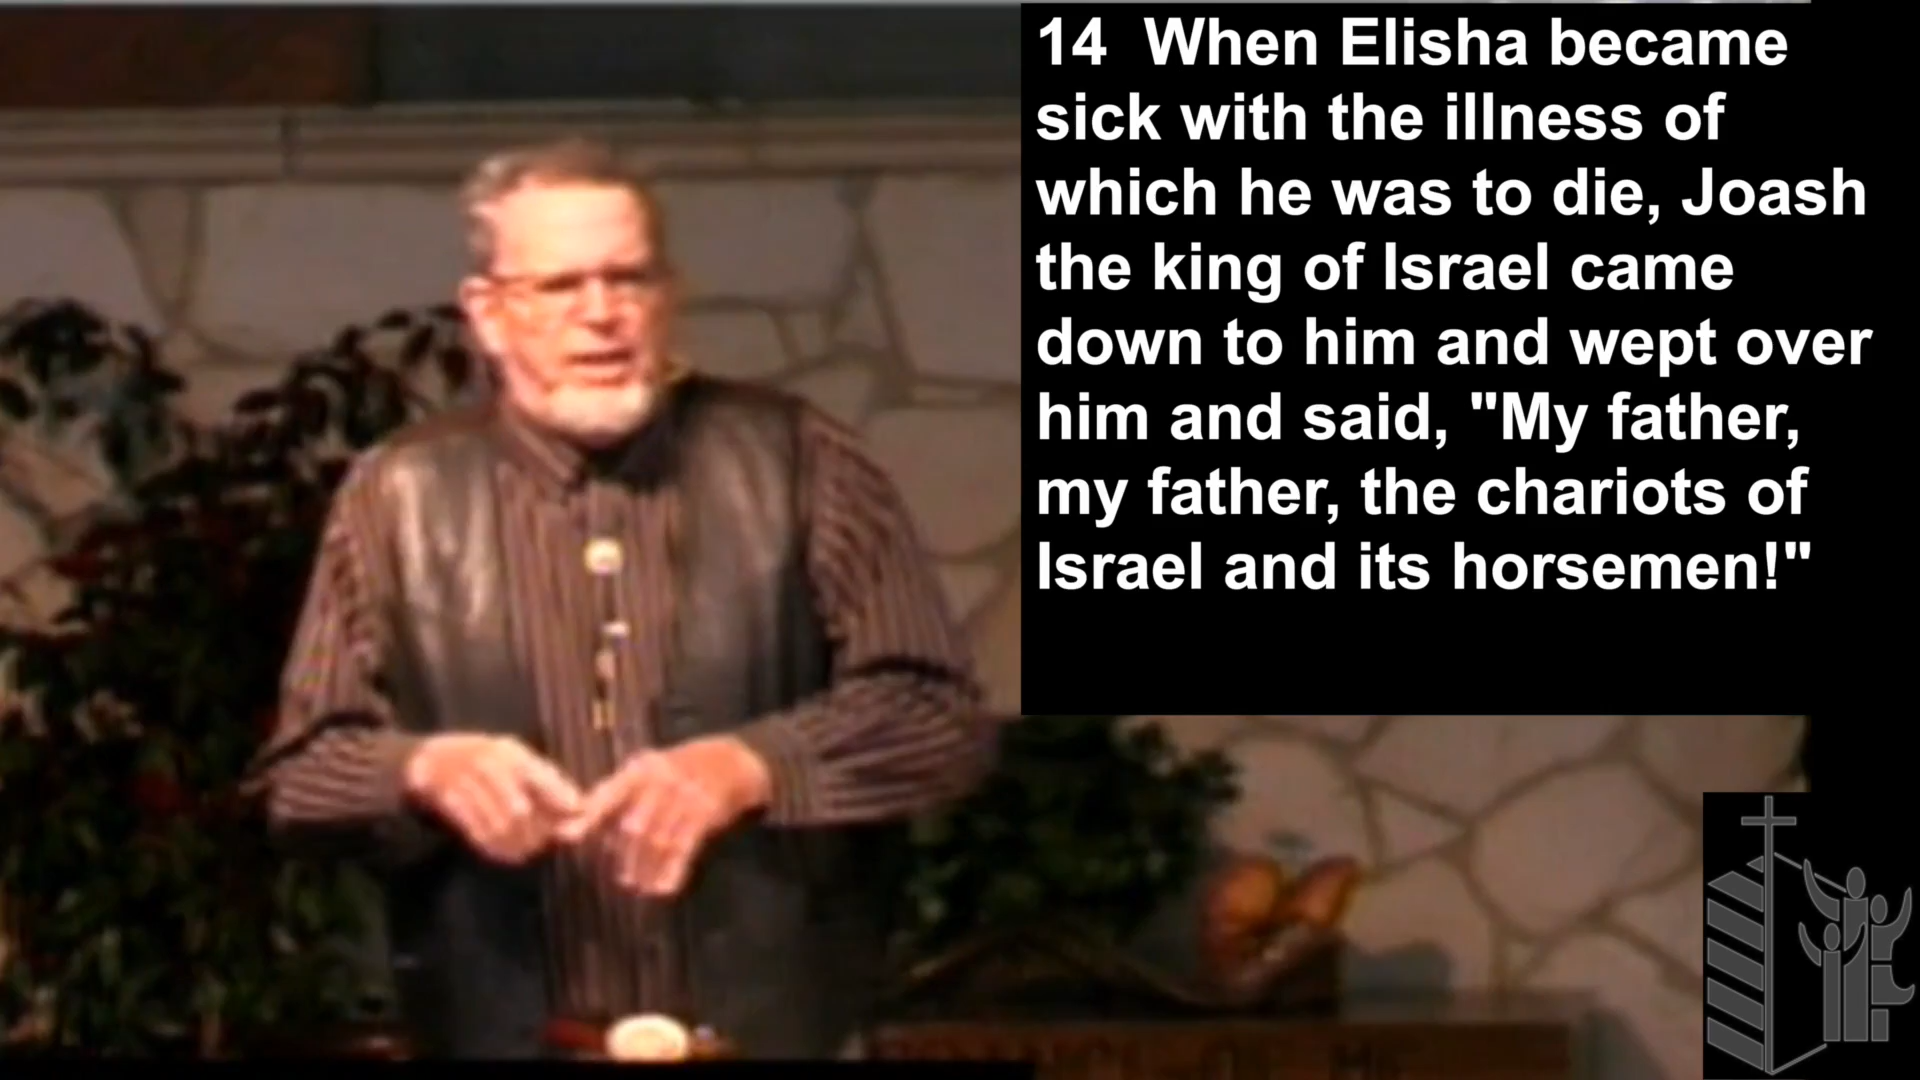 14 When Elisha became
sick with the illness of
which he was to die, Joash
the king of Israel came
down to him and wept over
him and said, "My father,
my father, the chariots of
Israel and its horsemen!"
OF ME